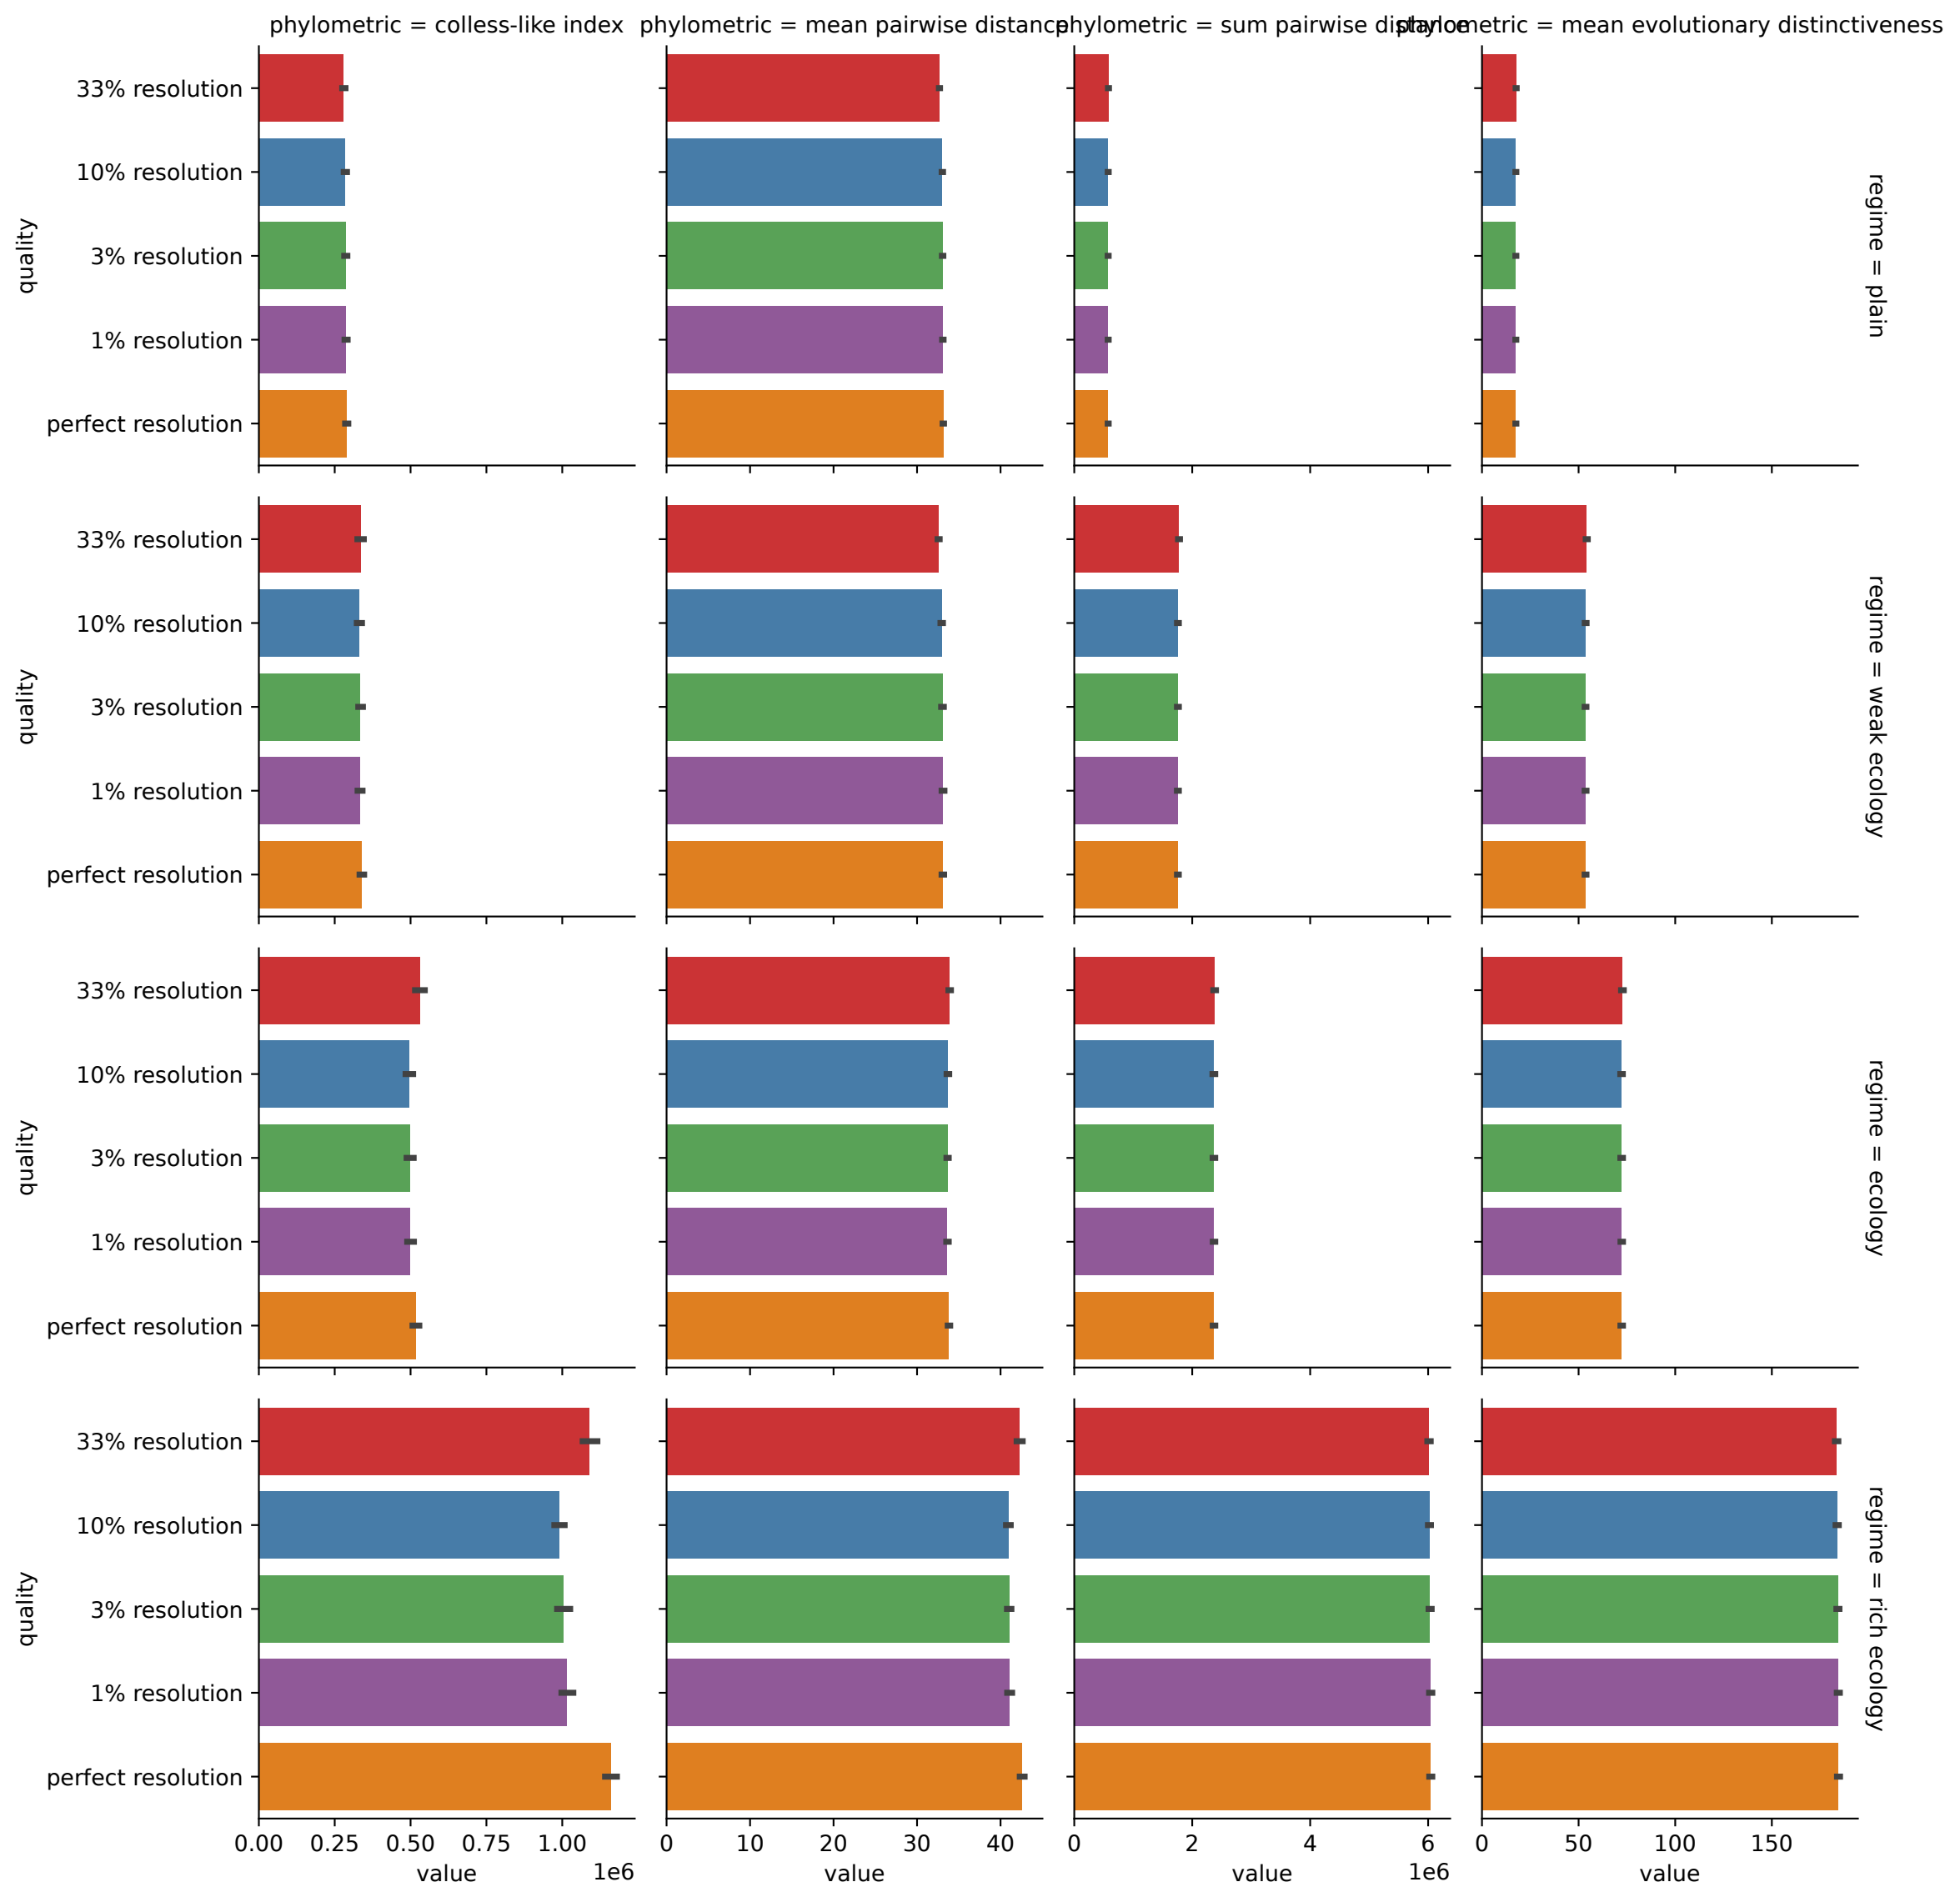 phylometric = colless-like index
phylometric = mean pairwise distance
phylometric = sum pairwise distance
phylometric = mean evolutionary distinctiveness
33% resolution
10% resolution
3% resolution
1% resolution
perfect resolution
quality
regime = plain
33% resolution
10% resolution
3% resolution
1% resolution
perfect resolution
quality
regime = weak ecology
33% resolution
10% resolution
3% resolution
1% resolution
perfect resolution
quality
regime = ecology
33% resolution
10% resolution
3% resolution
1% resolution
perfect resolution
quality
regime = rich ecology
0.00 0.25 0.50 0.75 1.00
1e6
value
0 10 20 30 40
value
0 2 4 6
1e6
value
0 50 100 150
value